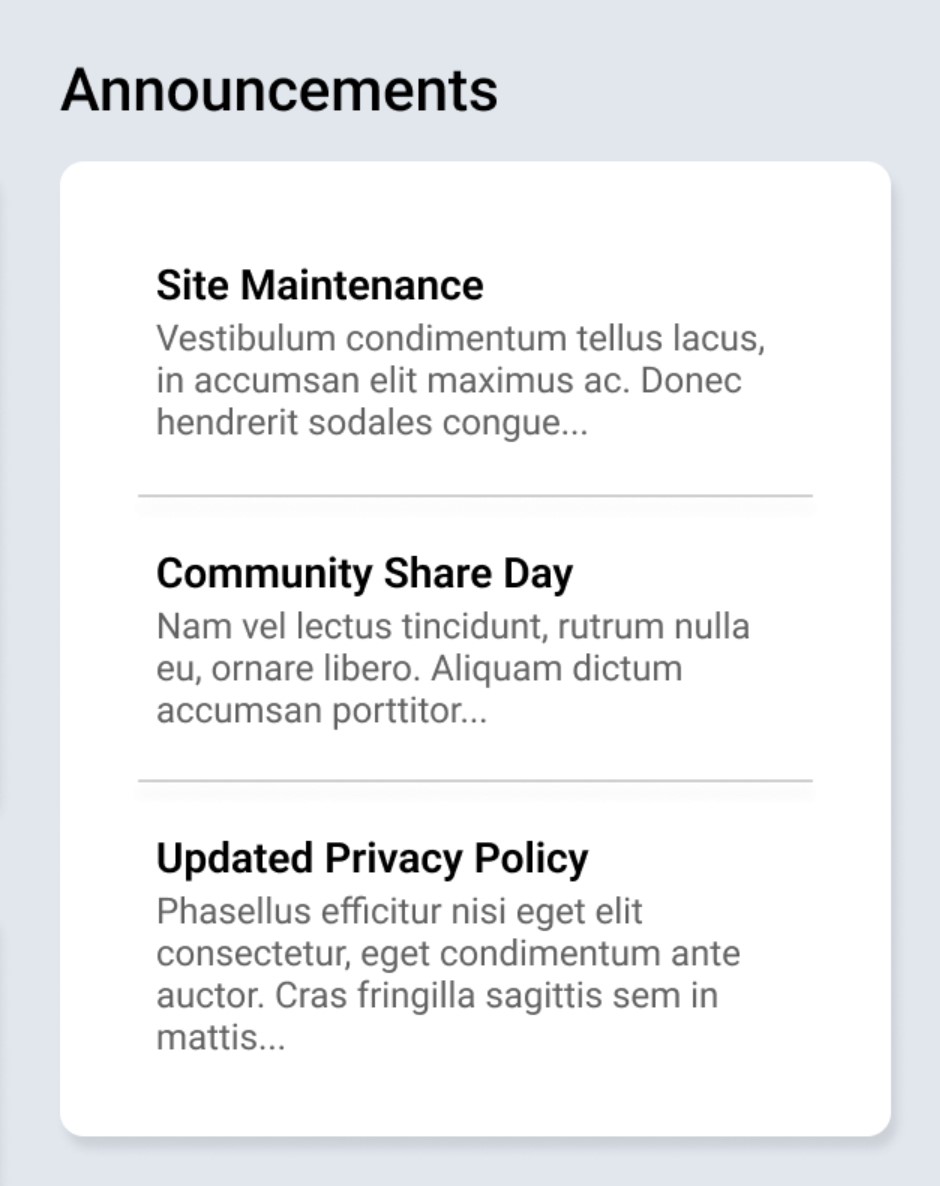 Announcements
Site Maintenance
Vestibulum condimentum tellus lacus,
in accumsan elit maximus ac. Donec
hendrerit sodales congue...
Community Share Day
Nam vel lectus tincidunt, rutrum nulla
eu, ornare libero. Aliquam dictum
accumsan porttitor...
Updated Privacy Policy
Phasellus efficitur nisi eget elit
consectetur, eget condimentum ante
auctor. Cras fringilla sagittis sem in
mattis...